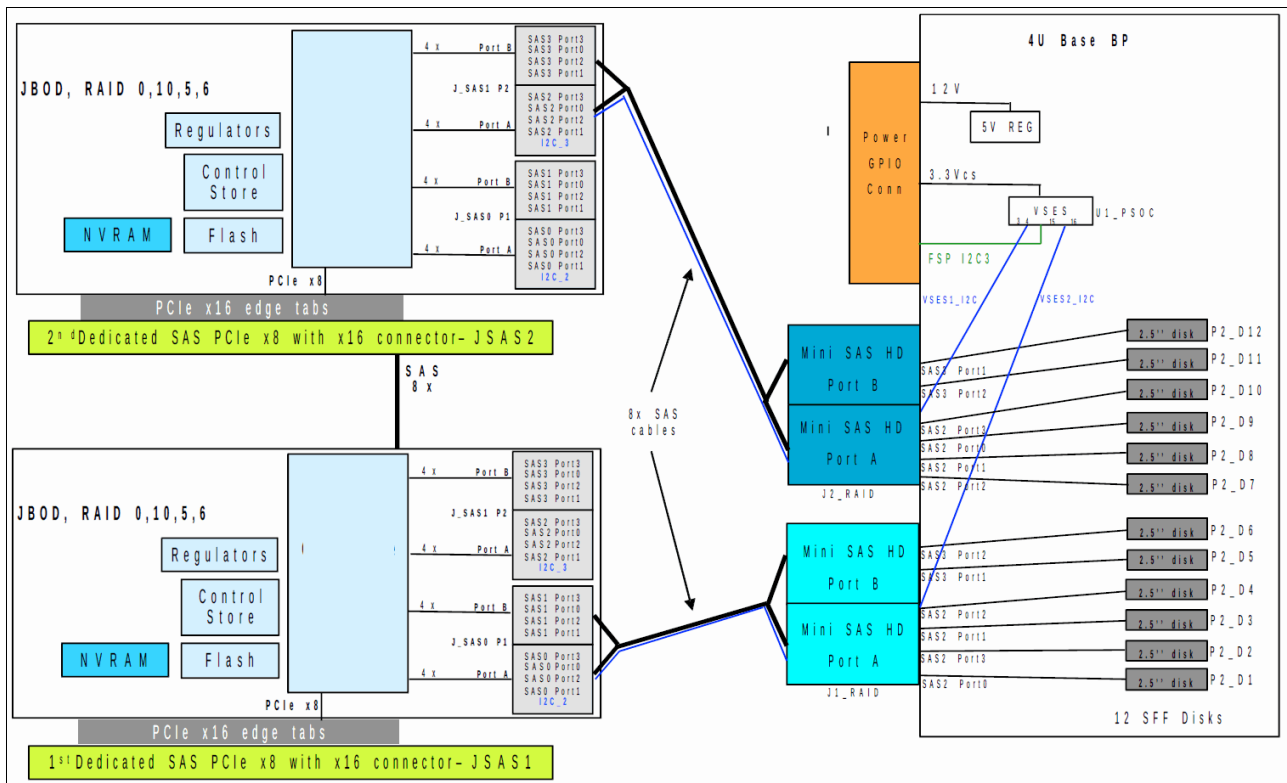 JBOD, RAID 0,10,5,6
Regulators
Control
Store
NVRAM
Flash
PCIe x8
4 x Port B
J_SAS1 P2
4 x Port A
4 x Port B
J_SAS0 P1
4 x Port A
SAS3 Port3
SAS3 Port0
SAS3 Port2
SAS3 Port1
SAS2 Port3
SAS2 Port0
SAS2 Port2
SAS2 Port1
I2C_3
SAS1 Port3
SAS1 Port0
SAS1 Port2
SAS1 Port1
SAS0 Port3
SAS0 Port0
SAS0 Port2
SAS0 Port1
I2C_2
PCIe x16 edge tabs
2nd Dedicated SAS PCIe x8 with x16 connector– JSAS2
SAS
8 x
JBOD, RAID 0,10,5,6
Regulators
Control
Store
NVRAM
Flash
PCIe x8
4 x Port B
J_SAS1 P2
4 x Port A
4 x Port B
J_SAS0 P1
4 x Port A
SAS3 Port3
SAS3 Port0
SAS3 Port2
SAS3 Port1
SAS2 Port3
SAS2 Port0
SAS2 Port2
SAS2 Port1
I2C_3
SAS1 Port3
SAS1 Port0
SAS1 Port2
SAS1 Port1
SAS0 Port3
SAS0 Port0
SAS0 Port2
SAS0 Port1
I2C_2
PCIe x16 edge tabs
1st Dedicated SAS PCIe x8 with x16 connector– JSAS1
8x SAS
cables
4U Base BP
Power
GPIO
Conn
12V
5V REG
3.3Vcs
VSES
3 4 15 16
U1_PSOC
FSP I2C3
VSES1_I2C
VSES2_I2C
Mini SAS HD
Port B
Mini SAS HD
Port A
J2_RAID
SAS3 Port1
SAS3 Port2
SAS2 Port3
SAS2 Port0
SAS2 Port1
SAS2 Port2
2.5'' disk P2_D12
2.5'' disk P2_D11
2.5'' disk P2_D10
2.5'' disk P2_D9
2.5'' disk P2_D8
2.5'' disk P2_D7
Mini SAS HD
Port B
Mini SAS HD
Port A
J1_RAID
SAS3 Port2
SAS3 Port1
SAS2 Port2
SAS2 Port1
SAS2 Port3
SAS2 Port0
2.5'' disk P2_D6
2.5'' disk P2_D5
2.5'' disk P2_D4
2.5'' disk P2_D3
2.5'' disk P2_D2
2.5'' disk P2_D1
12 SFF Disks